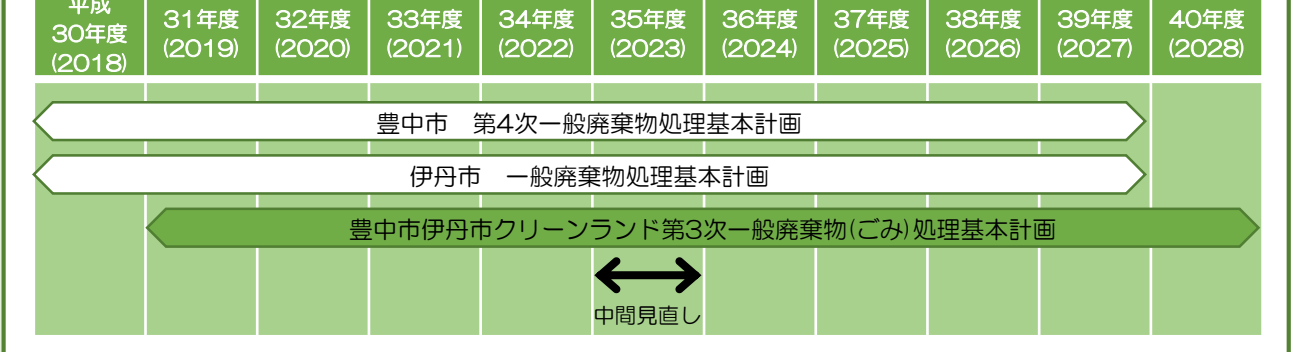 平成
30年度
(2018)
31年度
(2019)
32年度
(2020)
33年度
(2021)
34年度
(2022)
35年度
(2023)
36年度
(2024)
37年度
(2025)
38年度
(2026)
39年度
(2027)
40年度
(2028)
豊中市　第4次一般廃棄物処理基本計画
伊丹市　一般廃棄物処理基本計画
豊中市伊丹市クリーンランド第3次一般廃棄物(ごみ)処理基本計画
中間見直し